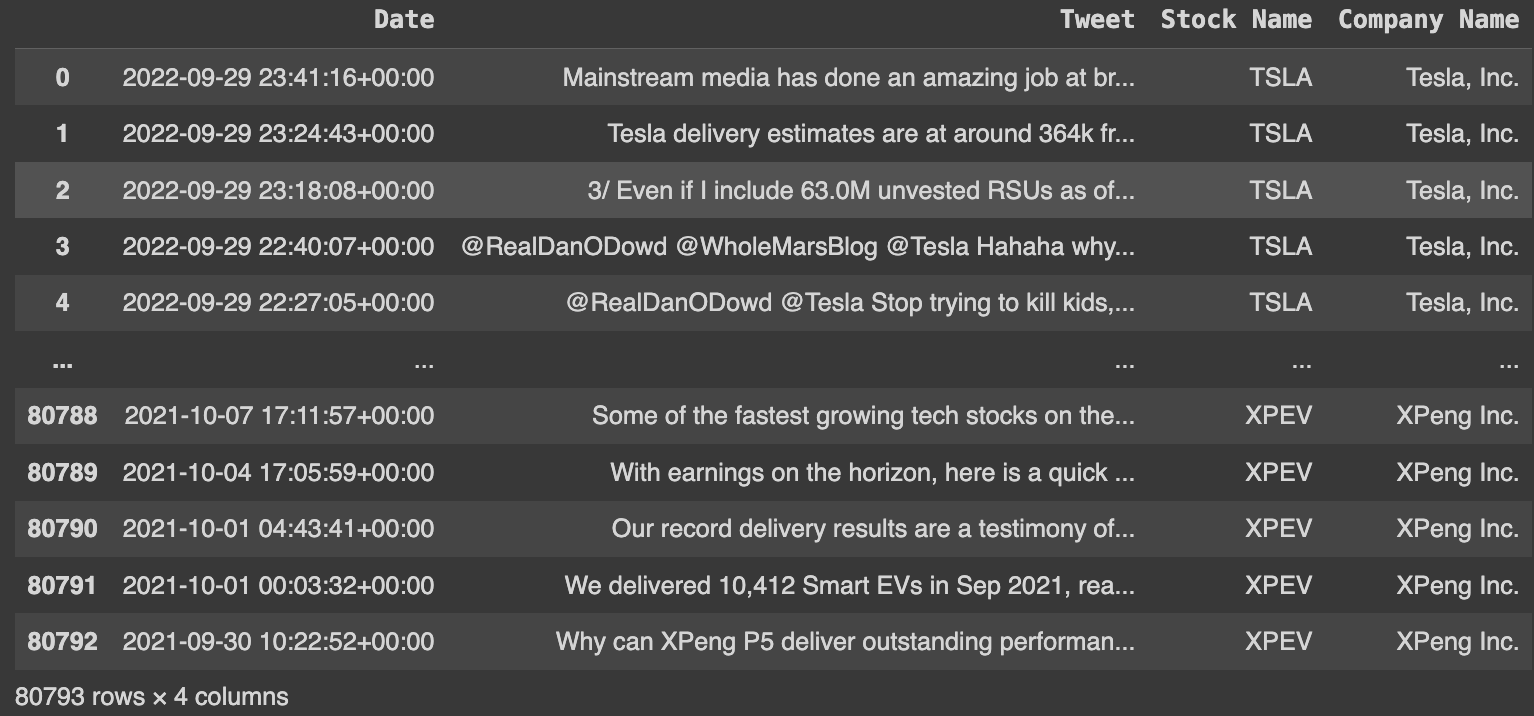 Date Tweet Stock Name Company Name
0 2022-09-29 23:41:16+00:00 Mainstream media has done an amazing job at br... TSLA Tesla, Inc.
1 2022-09-29 23:24:43+00:00 Tesla delivery estimates are at around 364k fr... TSLA Tesla, Inc.
2 2022-09-29 23:18:08+00:00 3/ Even if I include 63.0M unvested RSUs as of... TSLA Tesla, Inc.
3 2022-09-29 22:40:07+00:00 @RealDanODowd @WholeMarsBlog @Tesla Hahaha why... TSLA Tesla, Inc.
4 2022-09-29 22:27:05+00:00 @RealDanODowd @Tesla Stop trying to kill kids,... TSLA Tesla, Inc.
... ... ... ... ...
80788 2021-10-07 17:11:57+00:00 Some of the fastest growing tech stocks on the... XPEV XPeng Inc.
80789 2021-10-04 17:05:59+00:00 With earnings on the horizon, here is a quick ... XPEV XPeng Inc.
80790 2021-10-01 04:43:41+00:00 Our record delivery results are a testimony of... XPEV XPeng Inc.
80791 2021-10-01 00:03:32+00:00 We delivered 10,412 Smart EVs in Sep 2021, rea... XPEV XPeng Inc.
80792 2021-09-30 10:22:52+00:00 Why can XPeng P5 deliver outstanding performan... XPEV XPeng Inc.
80793 rows × 4 columns